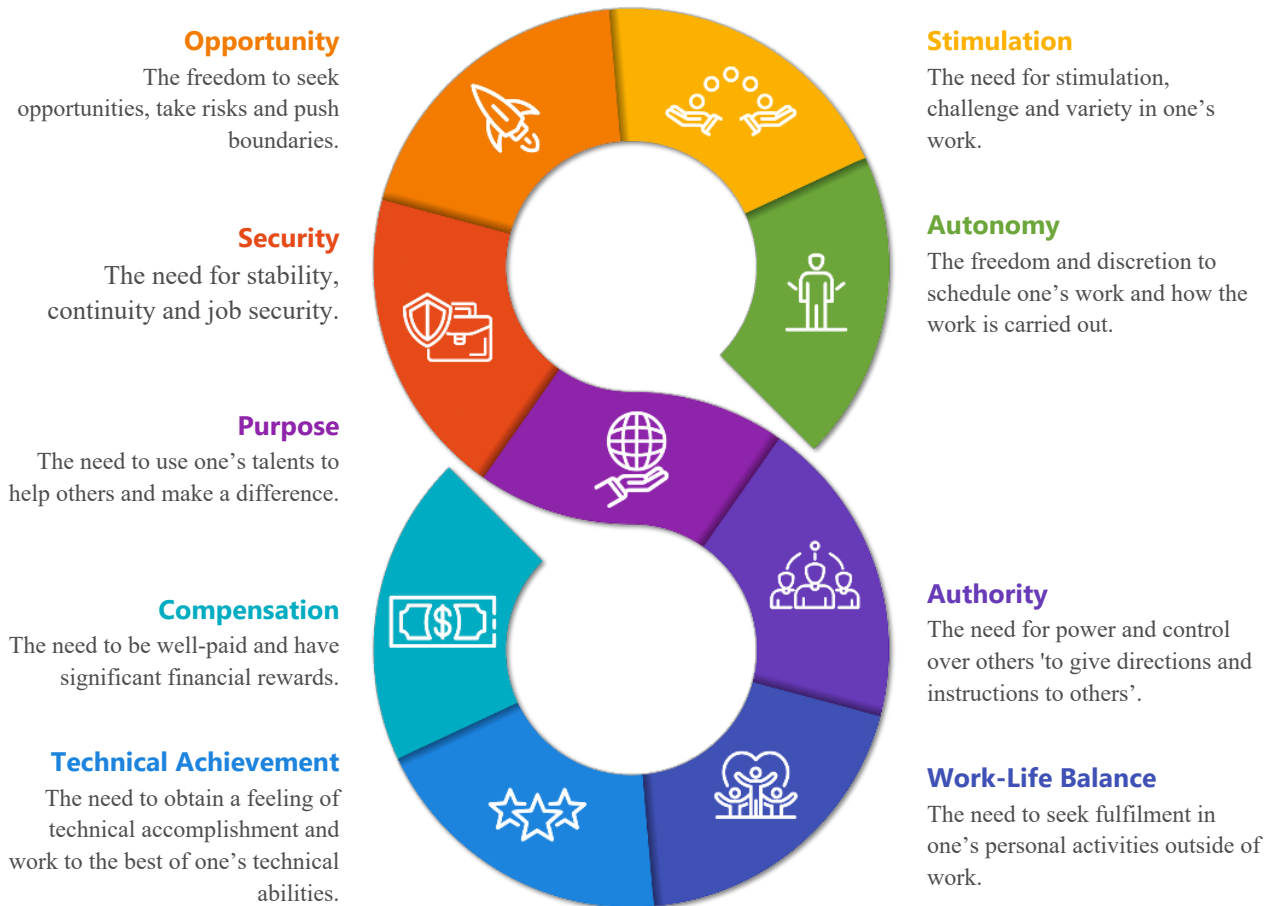 Opportunity
The freedom to seek
opportunities, take risks and push
boundaries.
Security
The need for stability,
continuity and job security.
Purpose
The need to use one’s talents to
help others and make a difference.
Compensation
The need to be well-paid and have
significant financial rewards.
Technical Achievement
The need to obtain a feeling of
technical accomplishment and
work to the best of one’s technical
abilities.
$
Stimulation
The need for stimulation,
challenge and variety in one’s
work.
Autonomy
The freedom and discretion to
schedule one’s work and how the
work is carried out.
Authority
The need for power and control
over others 'to give directions and
instructions to others’.
Work-Life Balance
The need to seek fulfilment in
one’s personal activities outside of
work.